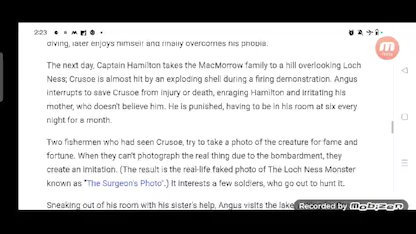 2:23
diving, later enjoys himself and finally overcomes his phobia.
The next day, Captain Hamilton takes the MacMorrow family to a hill overlooking Loch
Ness; Crusoe is almost hit by an exploding shell during a firing demonstration. Angus
interrupts to save Crusoe from injury or death, enraging Hamilton and irritating his
mother, who doesn't believe him. He is punished, having to be in his room at six every
night for a month.
Two fishermen who had seen Crusoe, try to take a photo of the creature for fame and
fortune. When they can't photograph the real thing due to the bombardment, they
create an imitation. (The result is the real-life faked photo of The Loch Ness Monster
known as "The Surgeon's Photo".) It interests a few soldiers, who go out to hunt it.
Sneaking out of his room with his sister's help, Angus visits the lake
Recorded by Mobizen